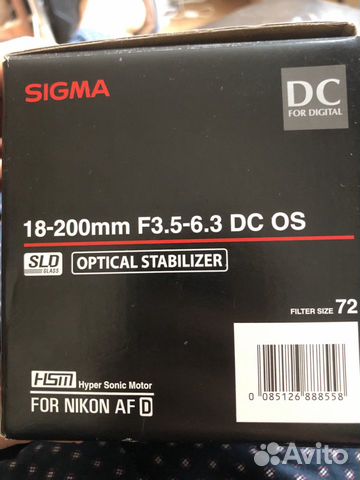 SIGMA
DC
FOR DIGITAL
18-200mm F3.5-6.3 DC OS
SLD
GLASS
OPTICAL STABILIZER
FILTER SIZE 72
HSM Hyper Sonic Motor
FOR NIKON AF D
0 085126 888558
Avito